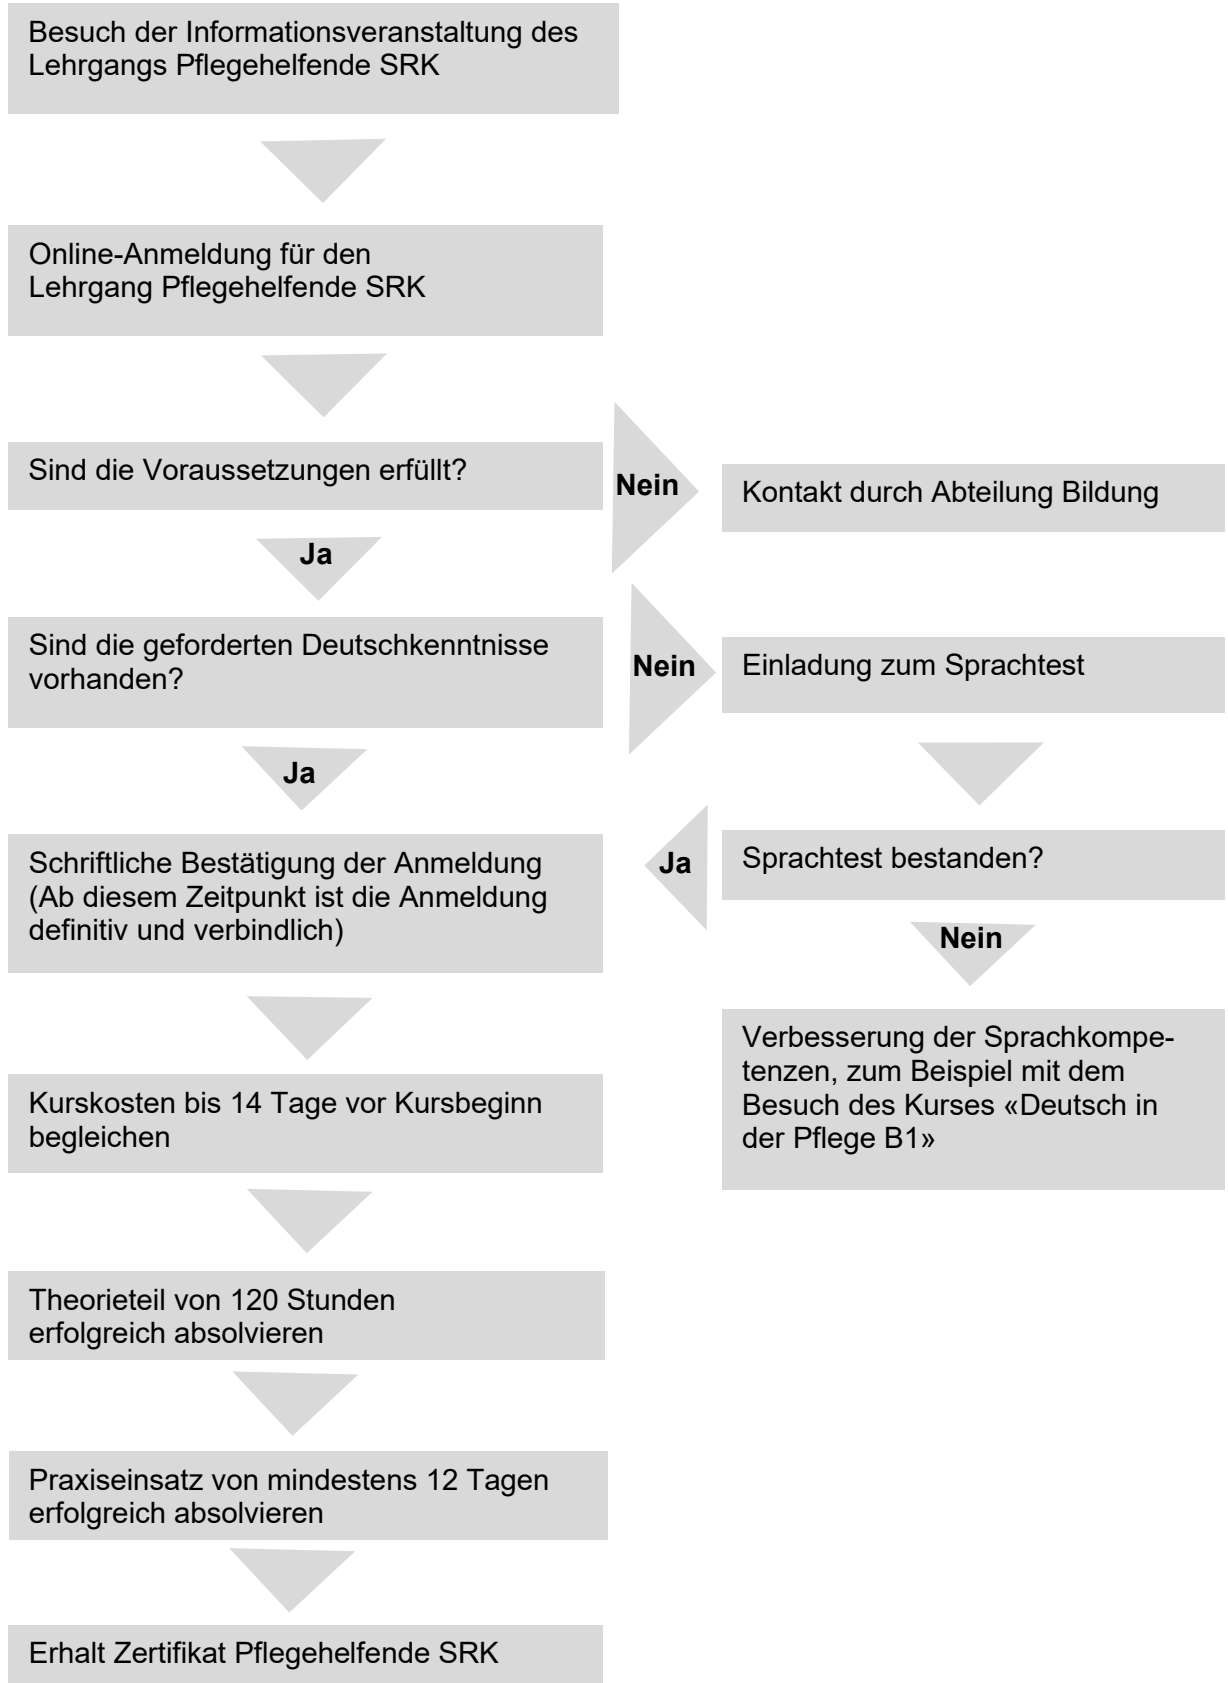 Besuch der Informationsveranstaltung des
Lehrgangs Pflegehelfende SRK
Online-Anmeldung für den
Lehrgang Pflegehelfende SRK
Sind die Voraussetzungen erfüllt?
Nein
Kontakt durch Abteilung Bildung
Ja
Sind die geforderten Deutschkenntnisse
vorhanden?
Nein
Einladung zum Sprachtest
Ja
Schriftliche Bestätigung der Anmeldung
(Ab diesem Zeitpunkt ist die Anmeldung
definitiv und verbindlich)
Ja
Sprachtest bestanden?
Nein
Verbesserung der Sprachkompe-
tenzen, zum Beispiel mit dem
Besuch des Kurses «Deutsch in
der Pflege B1»
Kurskosten bis 14 Tage vor Kursbeginn
begleichen
Theorieteil von 120 Stunden
erfolgreich absolvieren
Praxiseinsatz von mindestens 12 Tagen
erfolgreich absolvieren
Erhalt Zertifikat Pflegehelfende SRK